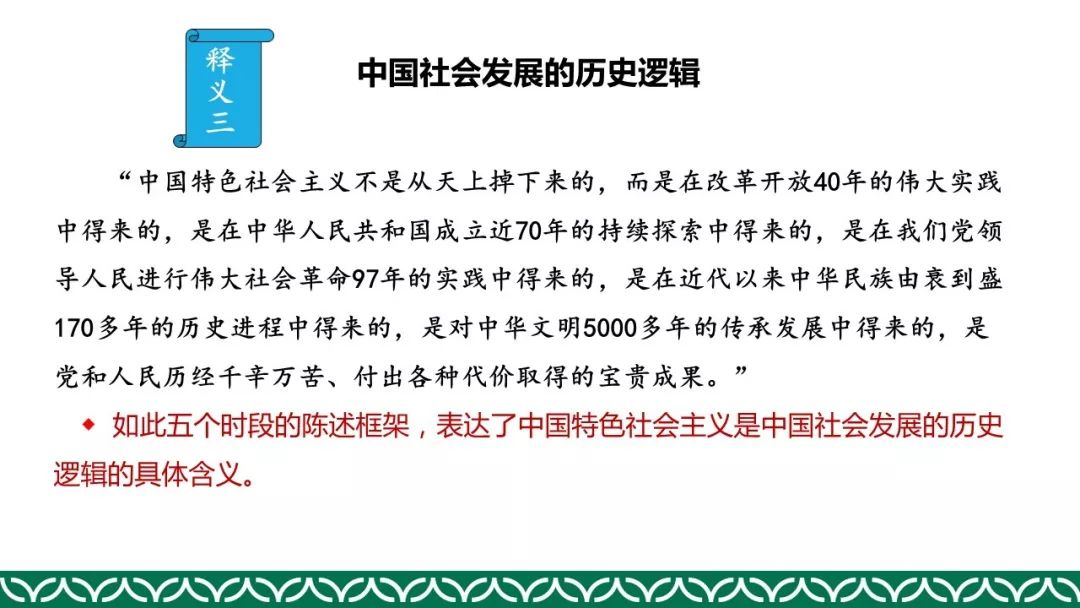 释义三
中国社会发展的历史逻辑
“中国特色社会主义不是从天上掉下来的，而是在改革开放40年的伟大实践
中得来的，是在中华人民共和国成立近70年的持续探索中得来的，是在我们党领
导人民进行伟大社会革命97年的实践中得来的，是在近代以来中华民族由衰到盛
170多年的历史进程中得来的，是对中华文明5000多年的传承发展中得来的，是
党和人民历经千辛万苦、付出各种代价取得的宝贵成果。”
◆ 如此五个时段的陈述框架，表达了中国特色社会主义是中国社会发展的历史
逻辑的具体含义。